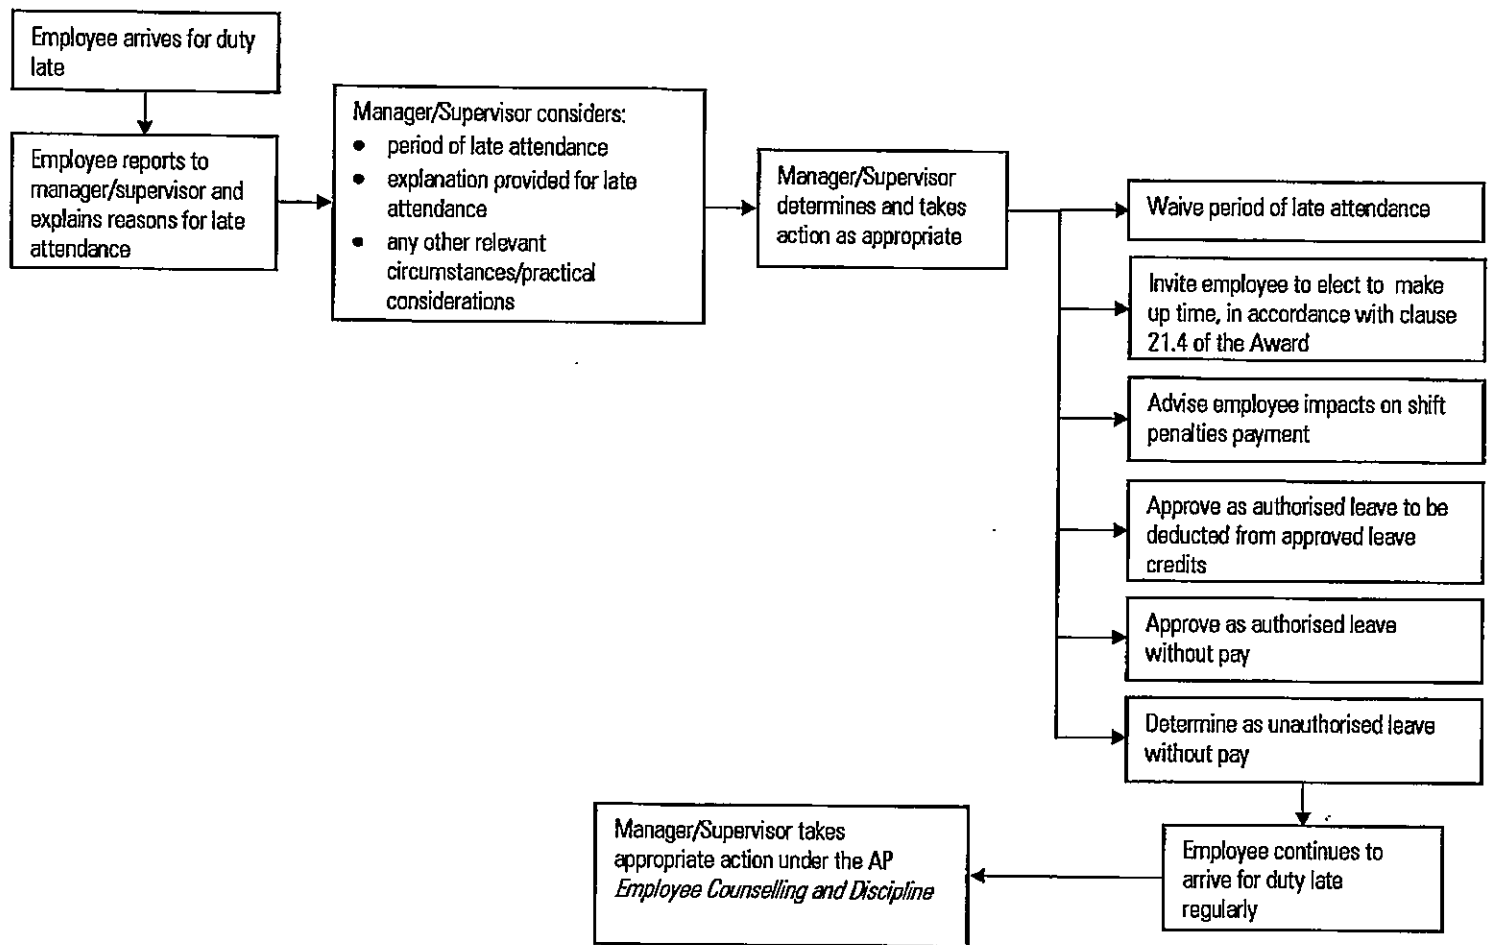 Employee arrives for duty
late
Employee reports to
manager/supervisor and
explains reasons for late
attendance
Manager/Supervisor considers:
• period of late attendance
• explanation provided for late
attendance
• any other relevant
circumstances/practical
considerations
Manager/Supervisor
determines and takes
action as appropriate
Waive period of late attendance
Invite employee to elect to make
up time, in accordance with clause
21.4 of the Award
Advise employee impacts on shift
penalties payment
Approve as authorised leave to be
deducted from approved leave
credits
Approve as authorised leave
without pay
Determine as unauthorised leave
without pay
Employee continues to
arrive for duty late
regularly
Manager/Supervisor takes
appropriate action under the AP
Employee Counselling and Discipline